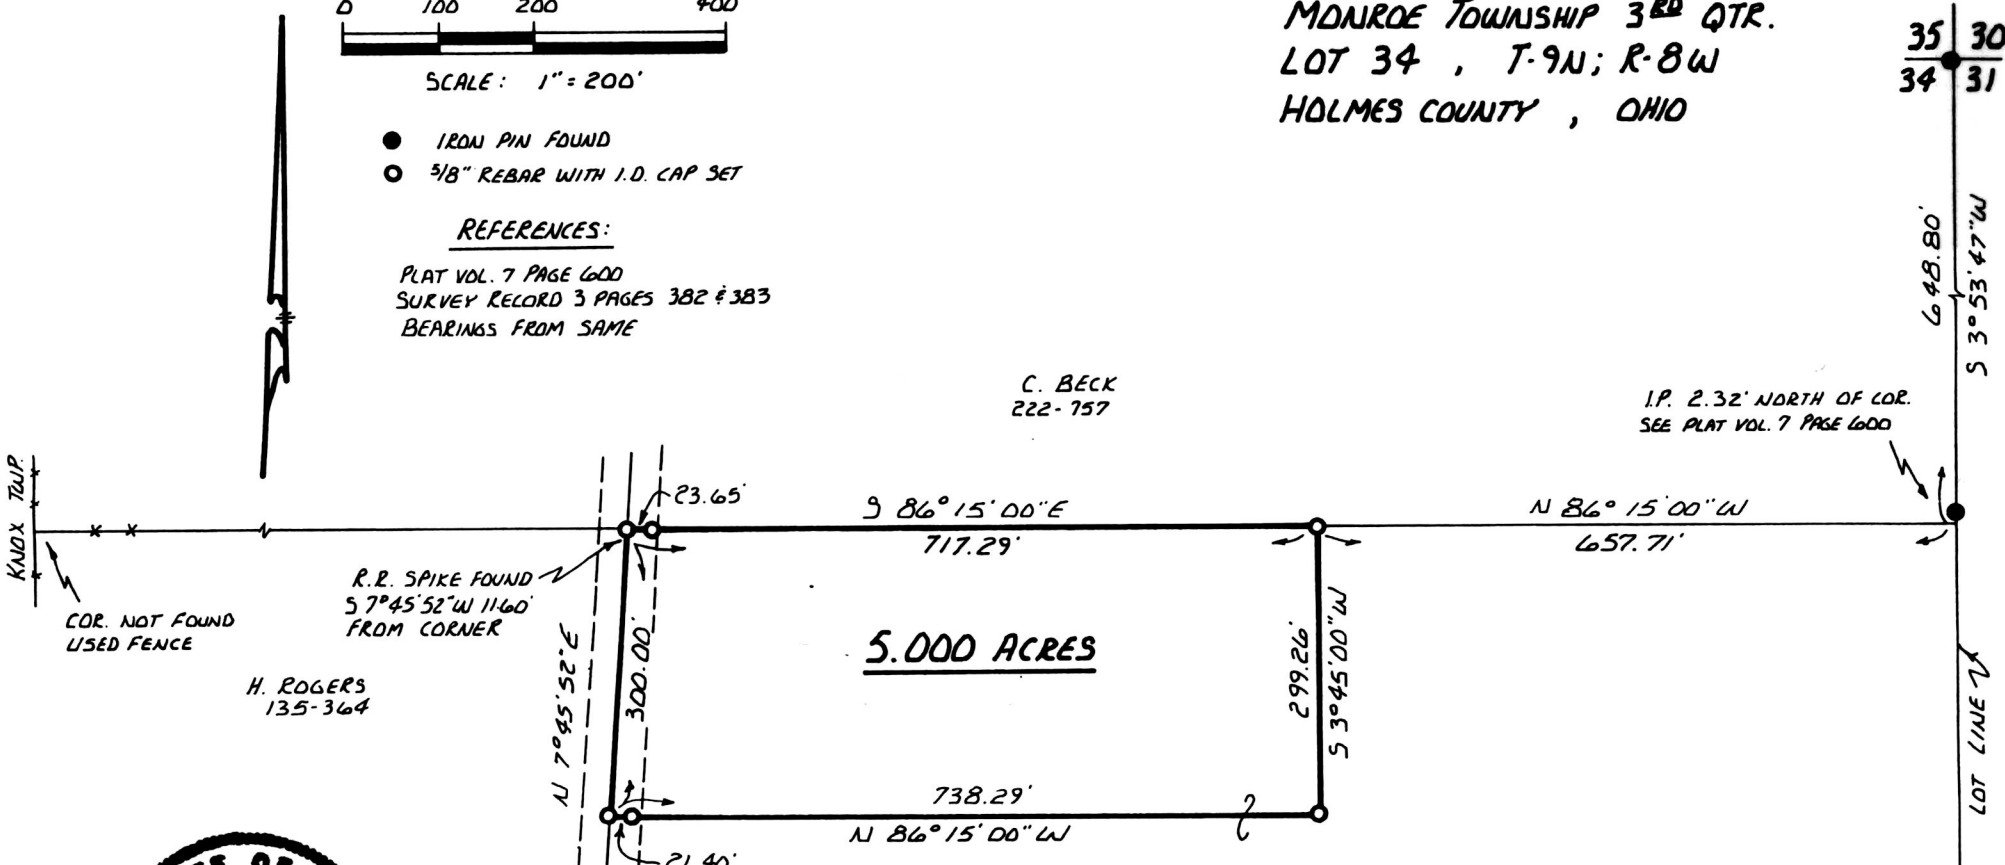 0 100 200 400
SCALE: 1"=200'
IRON PIN FOUND
5/8" REBAR WITH I.D. CAP SET
REFERENCES:
PLAT VOL. 7 PAGE 600
SURVEY RECORD 3 PAGES 382 & 383
BEARINGS FROM SAME
MONROE TOWNSHIP 3RD QTR.
LOT 34 , T-9N; R-8W
HOLMES COUNTY , OHIO
35 30
34 31
648.80'
S 3° 53' 47" W
C. BECK
222-757
I.P. 2.32' NORTH OF COR.
SEE PLAT VOL. 7 PAGE 600
KNOX TWP.
23.65'
S 86° 15' 00" E
717.29'
N 86° 15' 00" W
657.71'
COR. NOT FOUND
USED FENCE
R.R. SPIKE FOUND
S 7° 45' 52" W 11.60'
FROM CORNER
H. ROGERS
135-364
N 7° 45' 52" E
300.00'
5.000 ACRES
299.26'
S 3° 45' 00" W
LOT LINE
738.29'
N 86° 15' 00" W
21.40'